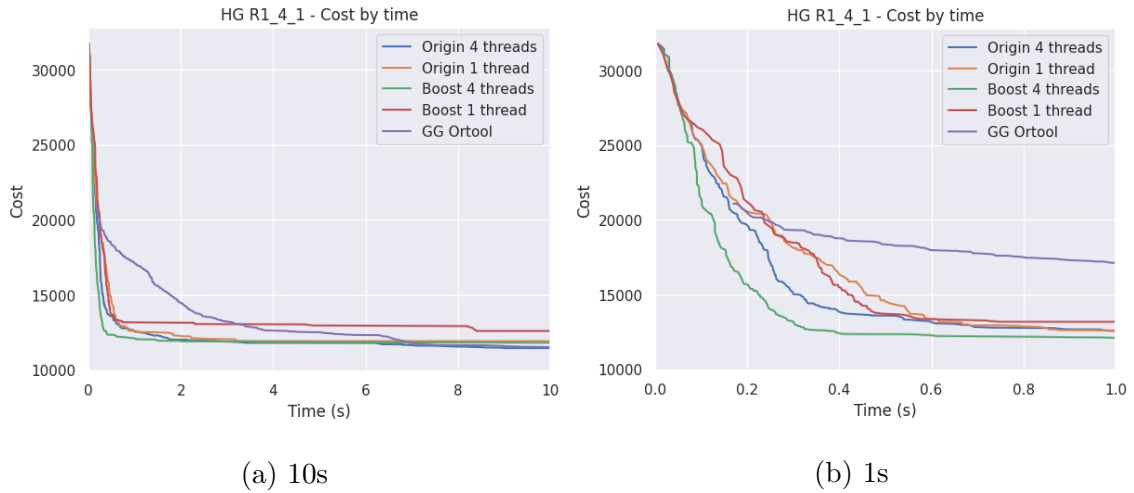 HG R1_4_1 - Cost by time
Origin 4 threads
Origin 1 thread
Boost 4 threads
Boost 1 thread
GG Ortool
30000
25000
20000
15000
10000
Cost
0 2 4 6 8 10
Time (s)
(a) 10s
HG R1_4_1 - Cost by time
Origin 4 threads
Origin 1 thread
Boost 4 threads
Boost 1 thread
GG Ortool
30000
25000
20000
15000
10000
Cost
0.0 0.2 0.4 0.6 0.8 1.0
Time (s)
(b) 1s